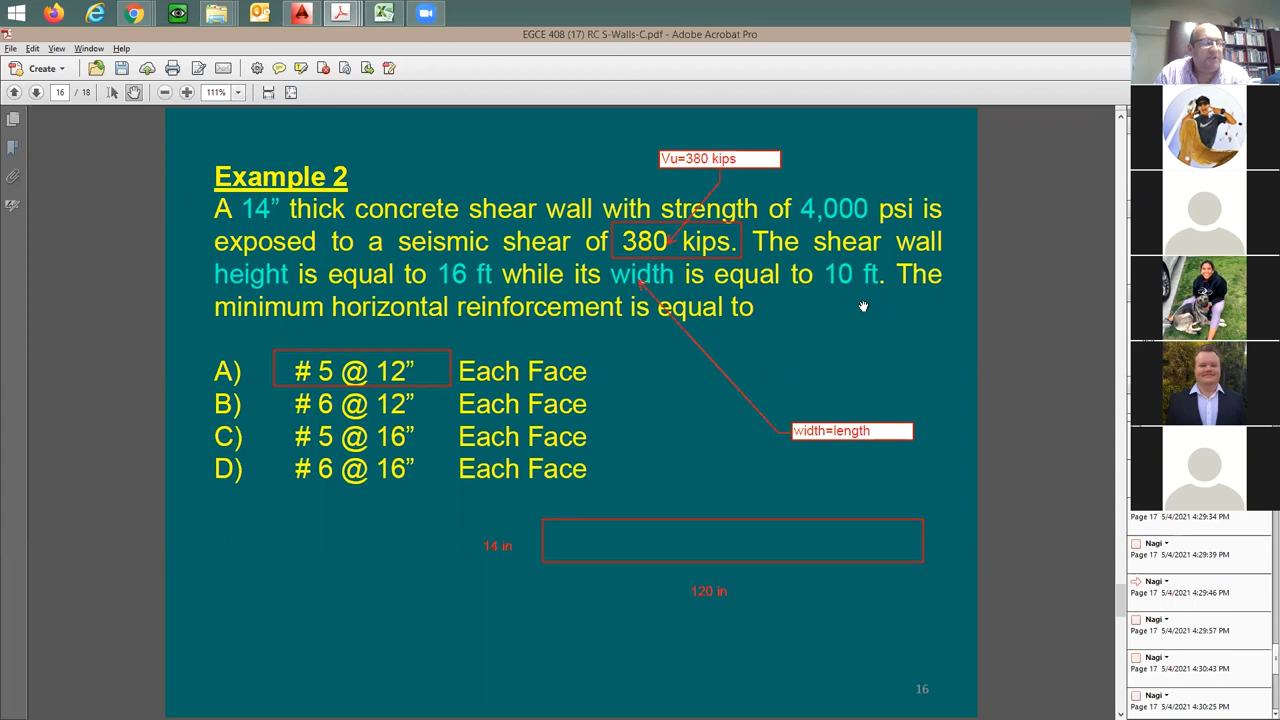 EGCE 408 (17) RC S-Walls-C.pdf - Adobe Acrobat Pro
File Edit View Window Help
Create
16 / 18 111%
Vu=380 kips
Example 2
A 14” thick concrete shear wall with strength of 4,000 psi is
exposed to a seismic shear of 380 kips. The shear wall
height is equal to 16 ft while its width is equal to 10 ft. The
minimum horizontal reinforcement is equal to
A) # 5 @ 12” Each Face
B) # 6 @ 12” Each Face
C) # 5 @ 16” Each Face
D) # 6 @ 16” Each Face
width=length
14 in
120 in
16
Page 17 5/4/2021 4:29:34 PM
Nagi
Page 17 5/4/2021 4:29:39 PM
Nagi
Page 17 5/4/2021 4:29:46 PM
Nagi
Page 17 5/4/2021 4:29:57 PM
Nagi
Page 17 5/4/2021 4:30:43 PM
Nagi
Page 17 5/4/2021 4:30:25 PM